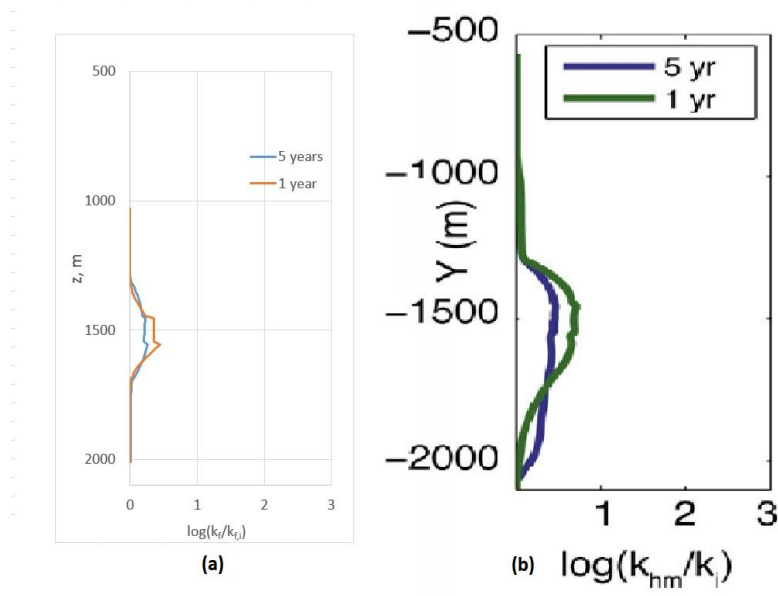 500
1000
1500
2000
z, m
5 years
1 year
0
1
2
3
log(kf/kf,i)
(a)
−500
−1000
−1500
−2000
Y (m)
5 yr
1 yr
1
2
3
(b)
log(khm/ki)